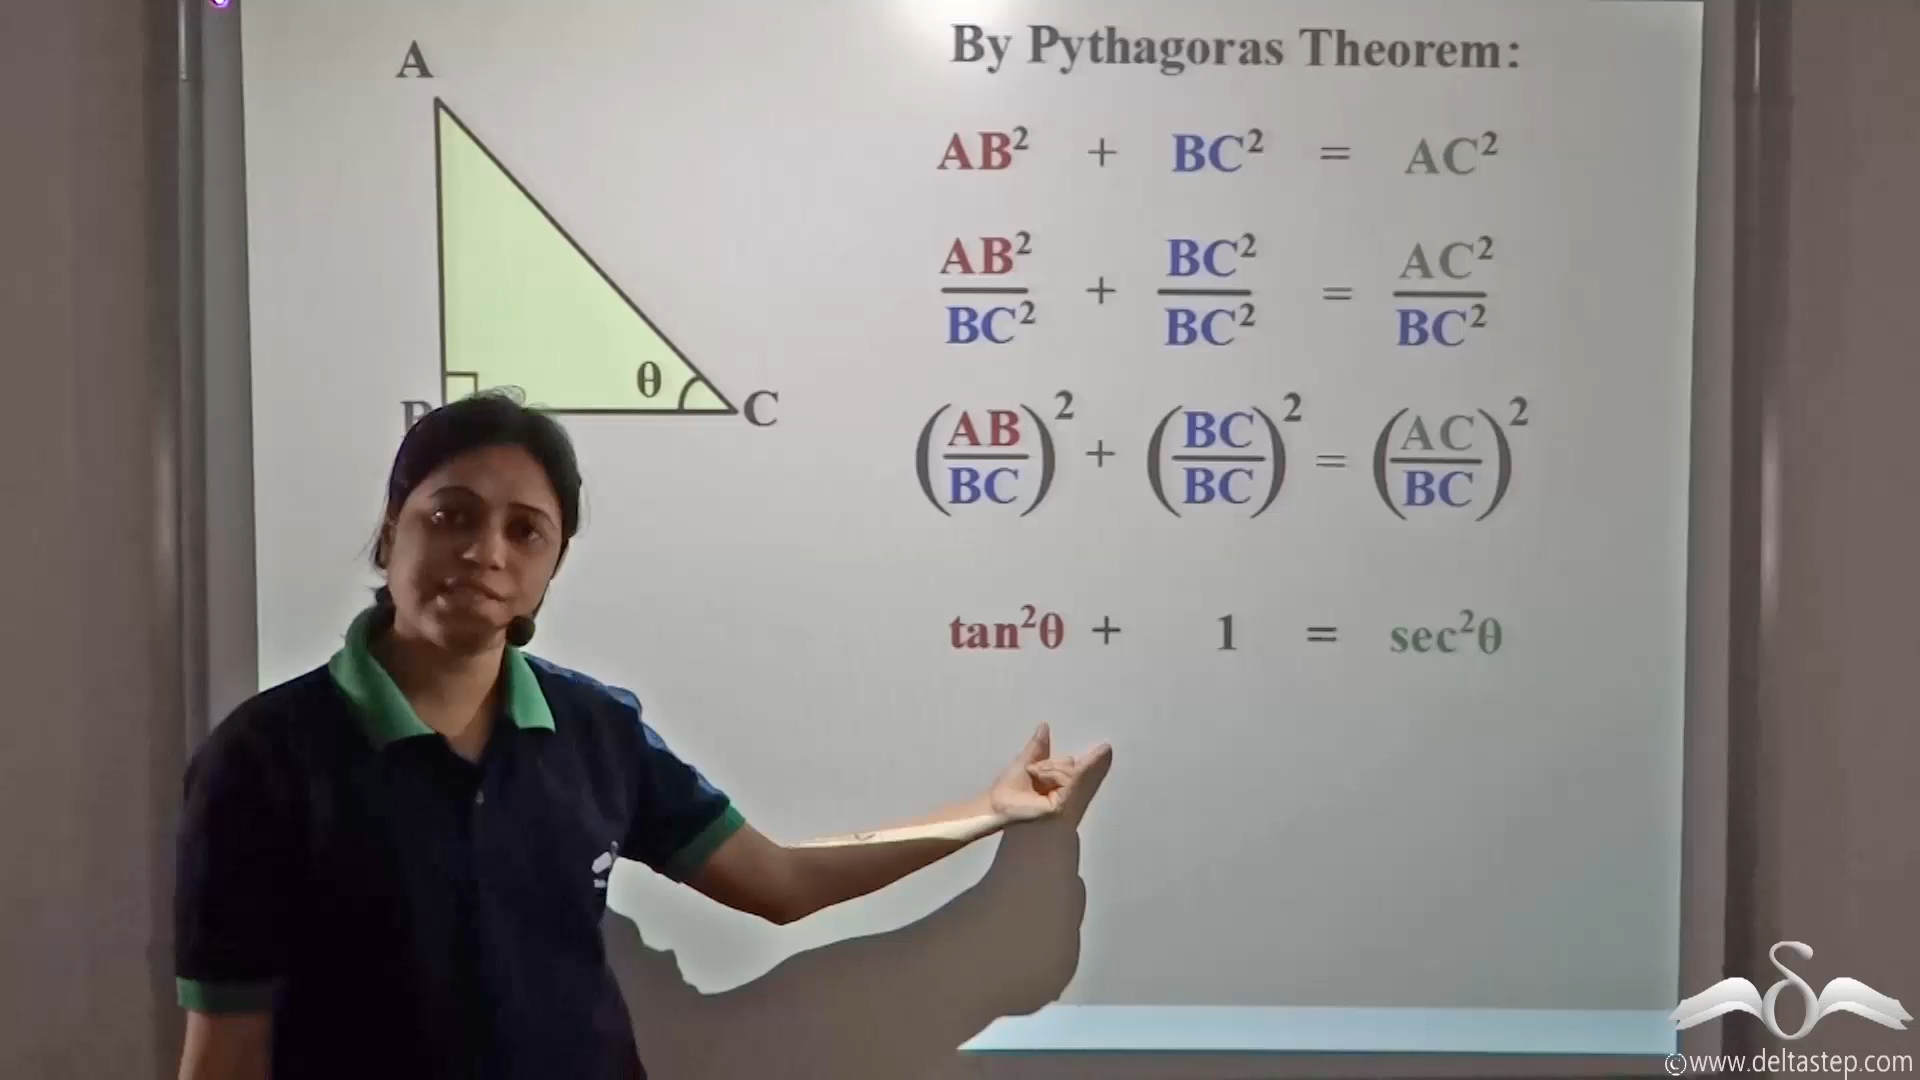 A
By Pythagoras Theorem:
AB² + BC² = AC²
AB²/BC² + BC²/BC² = AC²/BC²
θ
B
C
(AB/BC)² + (BC/BC)² = (AC/BC)²
tan²θ + 1 = sec²θ
©www.deltastep.com